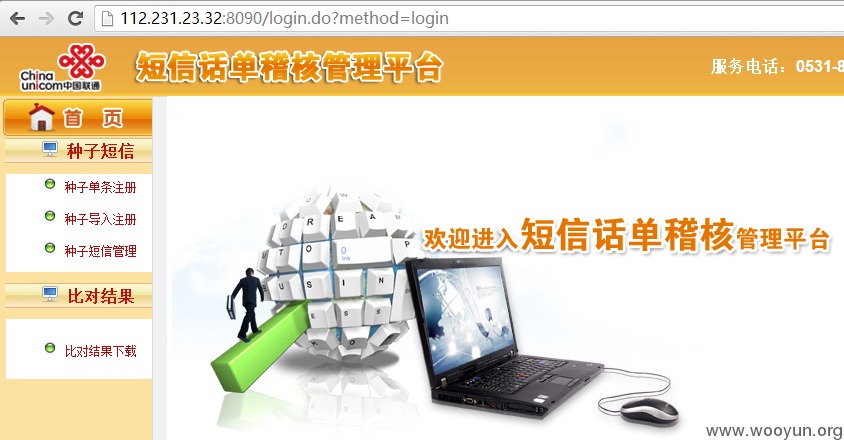 112.231.23.32:8090/login.do?method=login
China unicom中国联通
短信话单稽核管理平台
服务电话：0531-8
首 页
种子短信
种子单条注册
种子导入注册
种子短信管理
比对结果
比对结果下载
欢迎进入短信话单稽核管理平台
www.wooyun.org